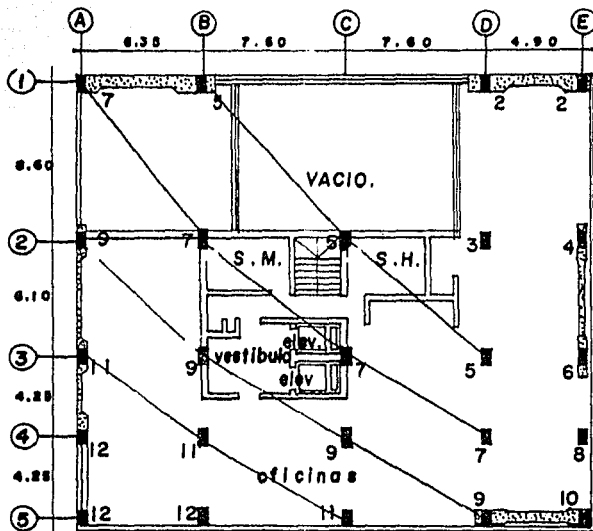 A B C D E
6.35 7.60 7.60 4.90
1
7 5 2 2
8.60
VACIO.
2
9 7 5 3 4
S.M. S.H.
6.10
elev.
vestibulo
3
11 9 7 5 6
elev
4.25
4
12 11 9 7 8
oficinas
4.25
9 10
5
12 12 11